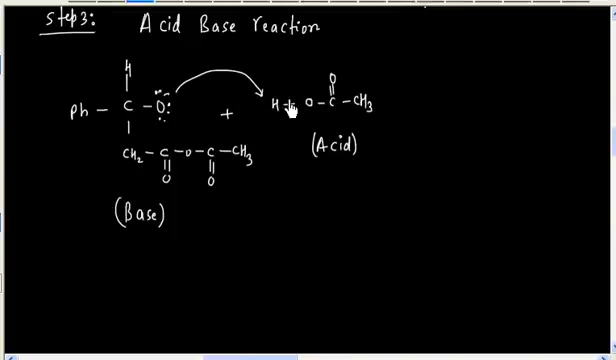 Step3: Acid Base reaction
H O
Ph - C - O: + H - O - C - CH3
CH2 - C - O - C - CH3 (Acid)
O O
(Base)